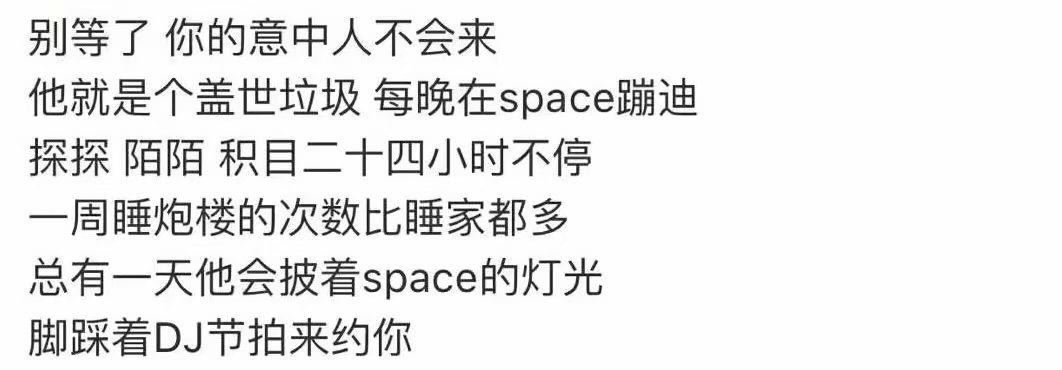 别等了 你的意中人不会来
他就是个盖世垃圾 每晚在space蹦迪
探探 陌陌 积目二十四小时不停
一周睡炮楼的次数比睡家都多
总有一天他会披着space的灯光
脚踩着DJ节拍来约你